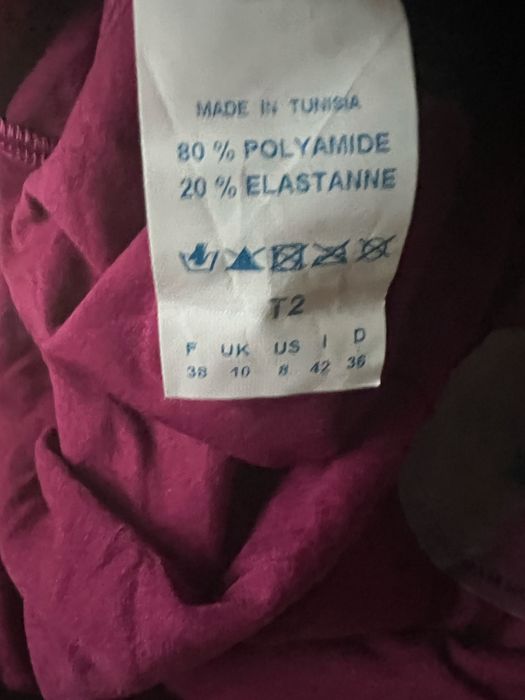 MADE IN TUNISIA
80 % POLYAMIDE
20 % ELASTANNE
T2
F UK US I D
38 10 8 42 36